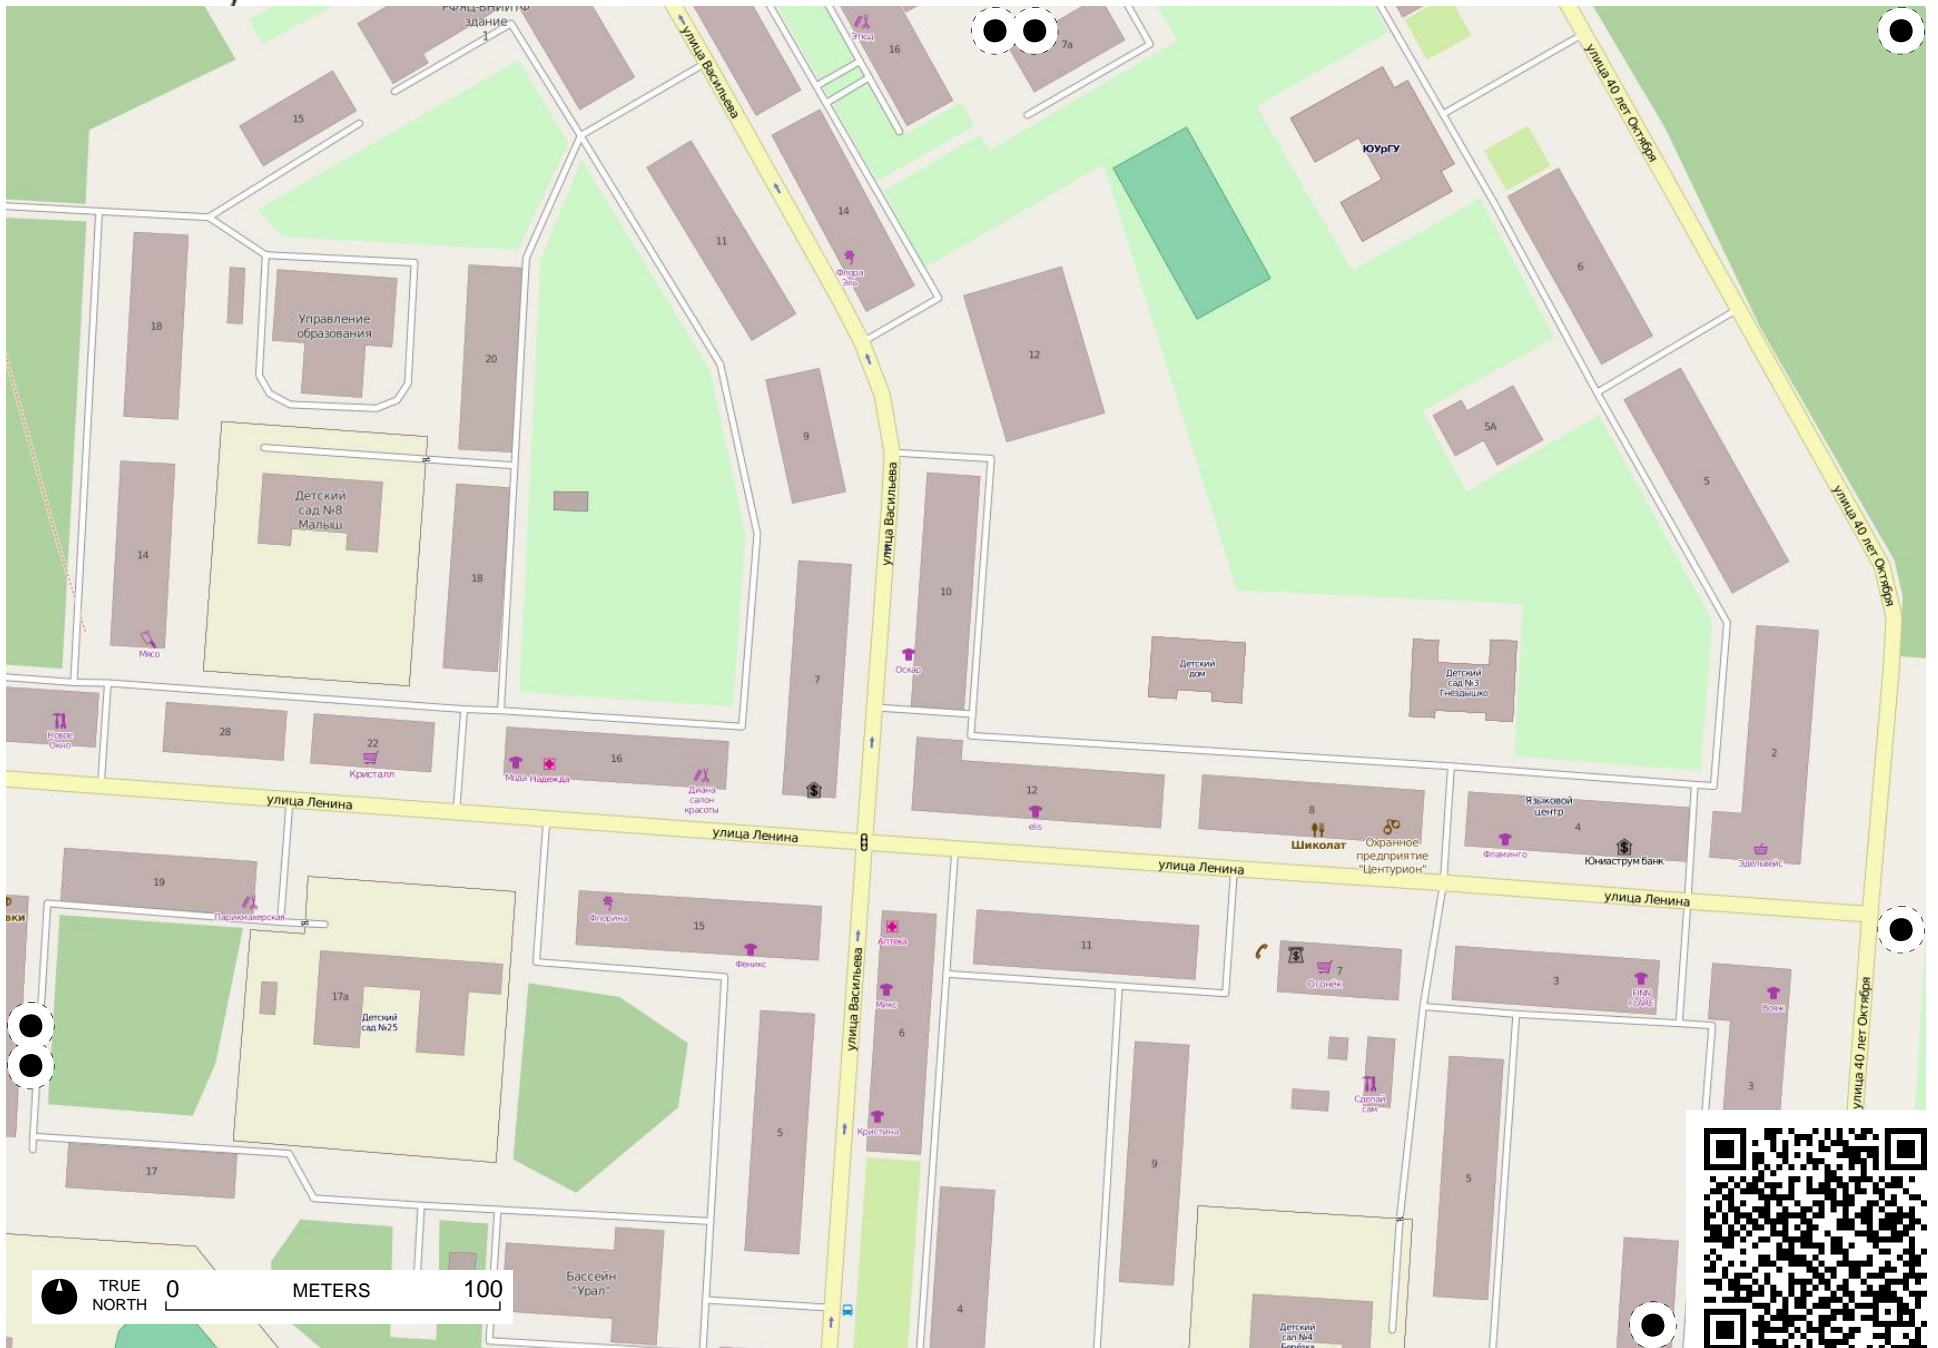 здание
1
Этюд
16
7а
улица Васильева
улица 40 лет Октября
15
ЮУрГУ
14
11
Флора
Эль
6
18
Управление
образования
20
12
9
5А
5
улица 40 лет Октября
Детский
сад №8
Малыш
улица Васильева
14
18
10
Мясо
7
Оскар
Детский
дом
Детский
сад №3
Гнёздышко
Новое
Окно
28
22
Кристалл
16
Мода
Надежда
Диана
салон
красоты
12
elis
8
Шиколат
Охранное
предприятие
"Центурион"
Языковой
центр
4
Фламинго
Юниаструм банк
2
Эдельвейс
улица Ленина
улица Ленина
улица Ленина
улица Ленина
19
Парикмахерская
вки
Флорина
15
Феникс
Аптека
Микс
6
Кристина
11
7
Огонёк
3
FINN
FLARE
Вояж
3
17а
Детский
сад №25
улица Васильева
улица 40 лет Октября
Сделай
сам
5
9
5
17
Бассейн
"Урал"
4
Детский
сад №4
TRUE
NORTH
0 METERS 100